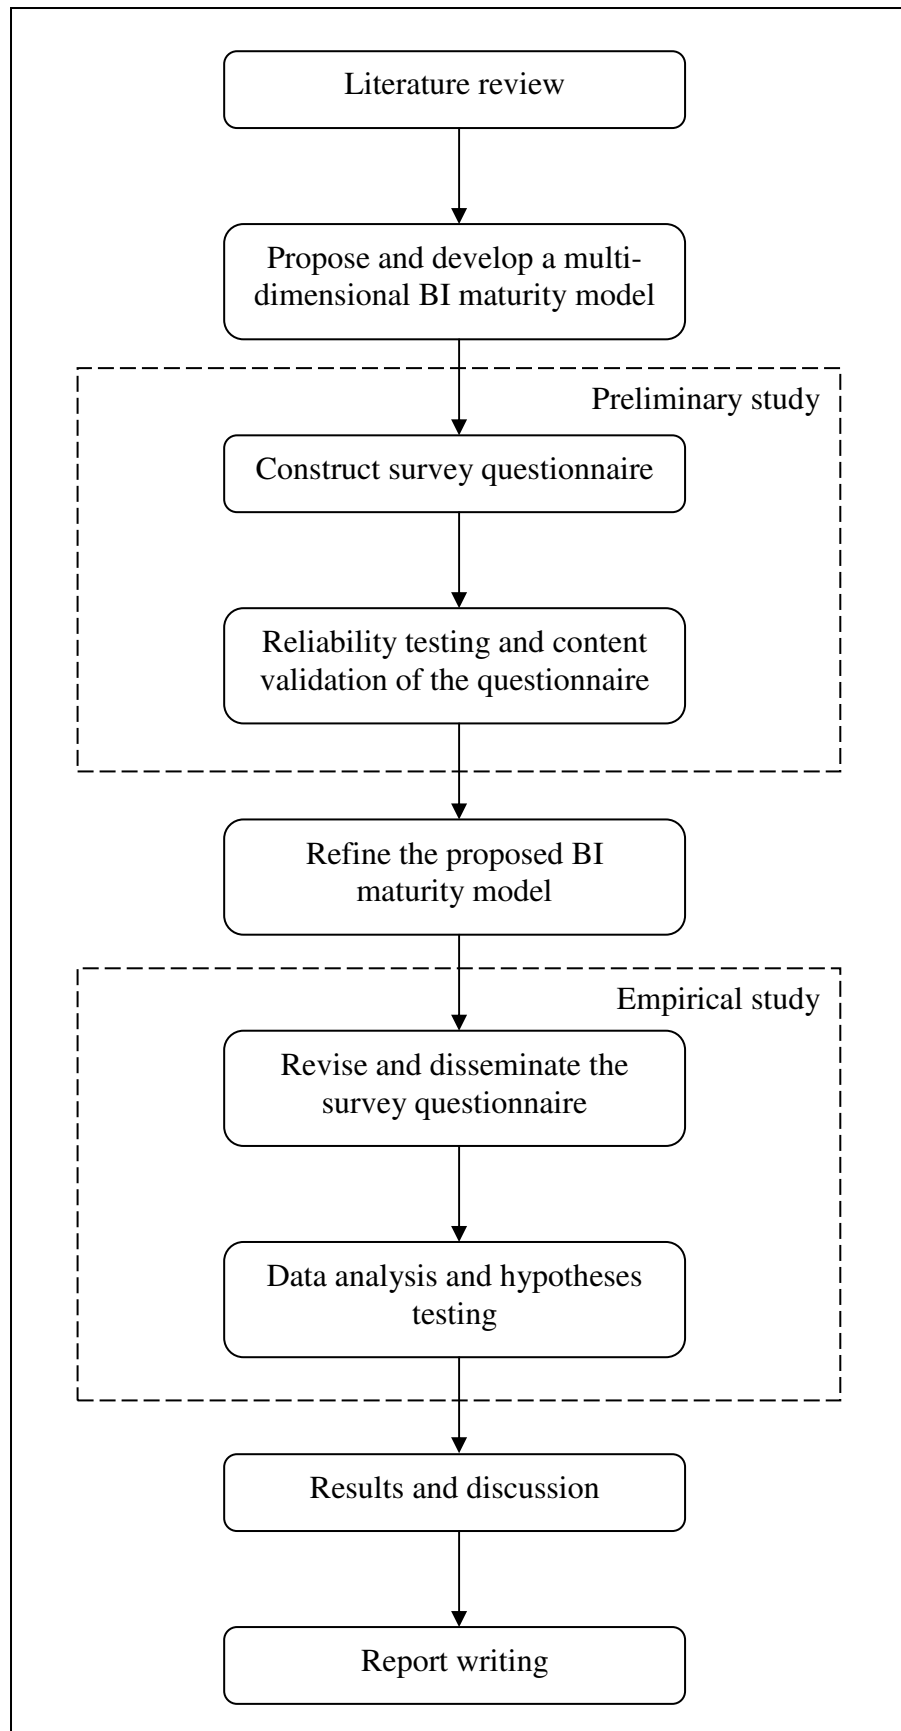 Literature review
Propose and develop a multi-
dimensional BI maturity model
Preliminary study
Construct survey questionnaire
Reliability testing and content
validation of the questionnaire
Refine the proposed BI
maturity model
Empirical study
Revise and disseminate the
survey questionnaire
Data analysis and hypotheses
testing
Results and discussion
Report writing